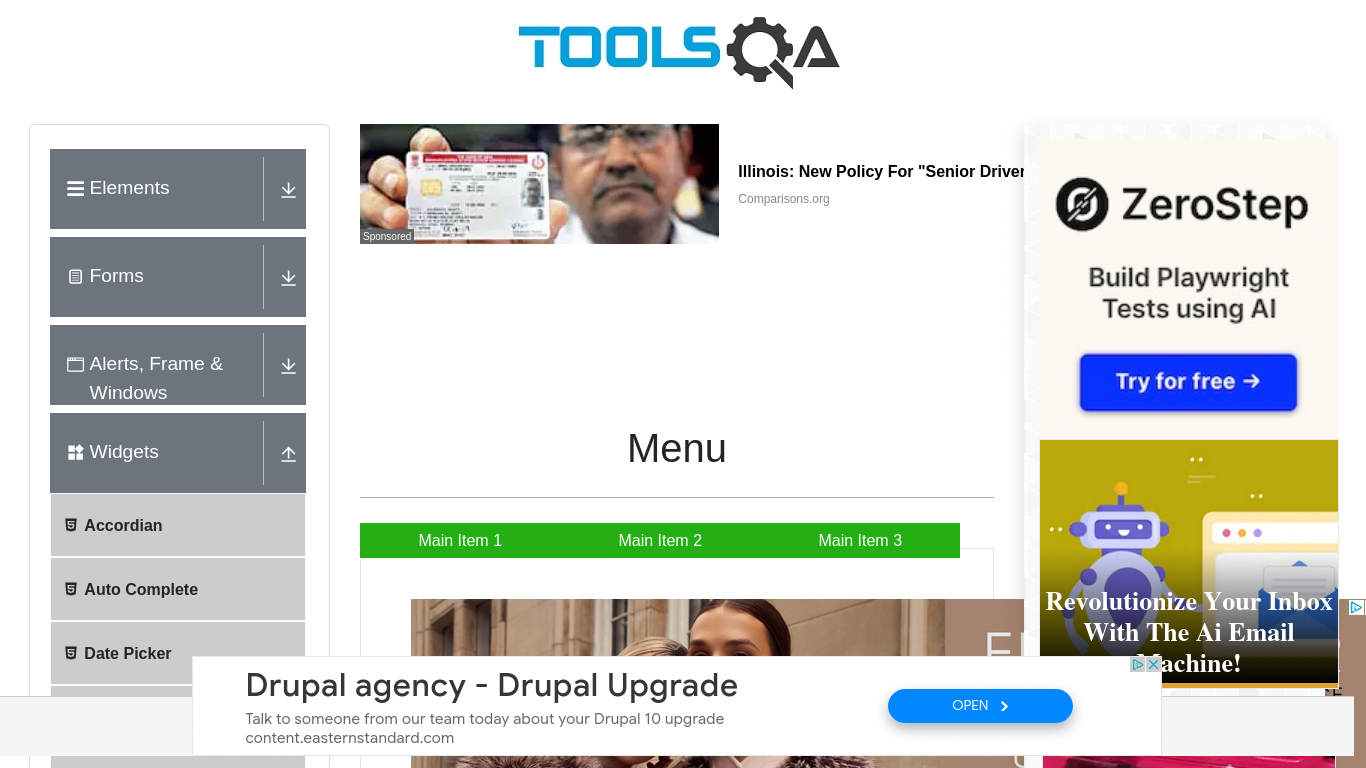 TOOLSQA
Elements
Forms
Alerts, Frame &
Windows
Widgets
Accordian
Auto Complete
Date Picker
Sponsored
Illinois: New Policy For "Senior Driver
Comparisons.org
Menu
Main Item 1
Main Item 2
Main Item 3
ZeroStep
Build Playwright
Tests using AI
Try for free →
Revolutionize Your Inbox
With The Ai Email
Machine!
Drupal agency - Drupal Upgrade
Talk to someone from our team today about your Drupal 10 upgrade
content.easternstandard.com
OPEN